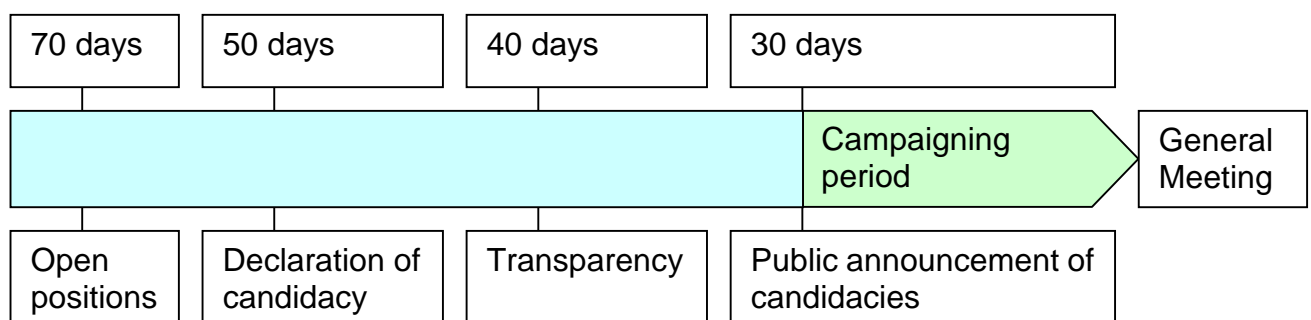 70 days
50 days
40 days
30 days
Campaigning
period
General
Meeting
Open
positions
Declaration of
candidacy
Transparency
Public announcement of
candidacies